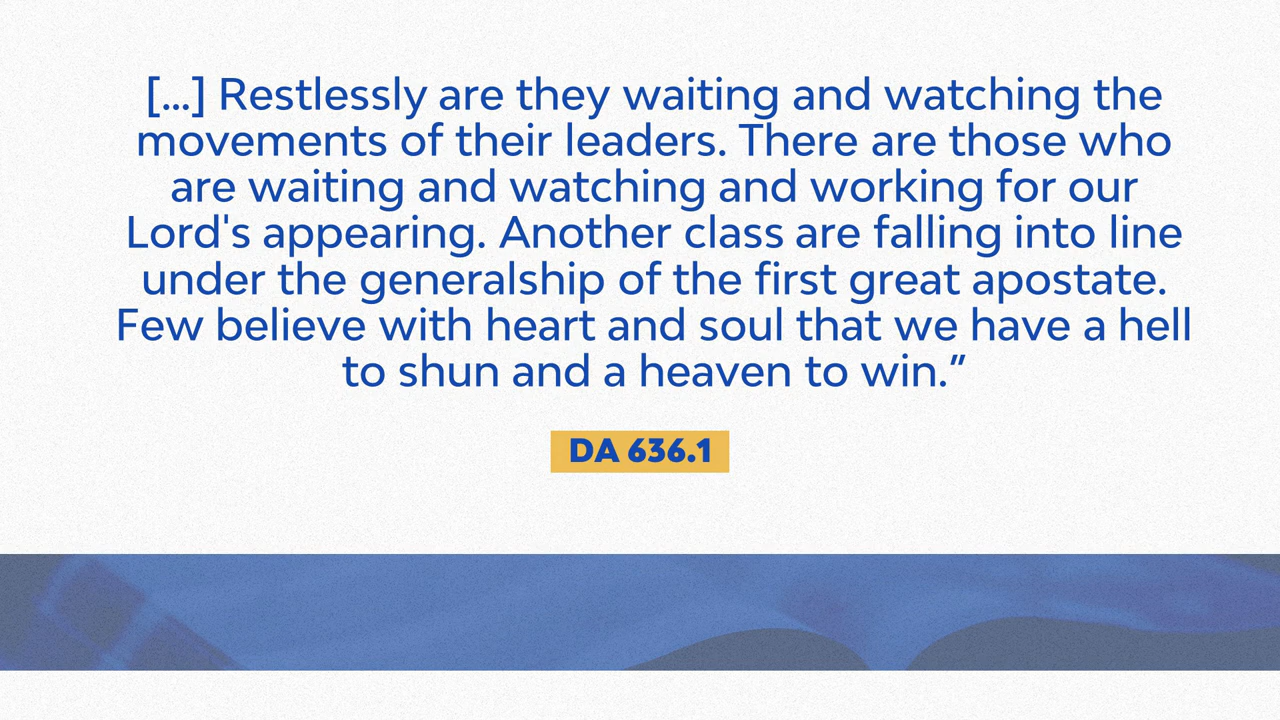 [...] Restlessly are they waiting and watching the
movements of their leaders. There are those who
are waiting and watching and working for our
Lord's appearing. Another class are falling into line
under the generalship of the first great apostate.
Few believe with heart and soul that we have a hell
to shun and a heaven to win.”
DA 636.1